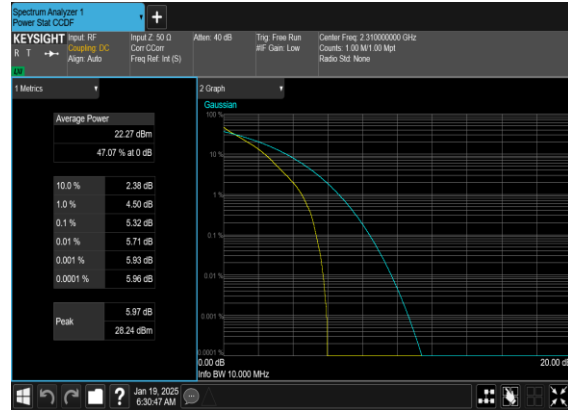 Spectrum Analyzer 1
Power Stat CCDF
+
KEYSIGHT
R T
LXI
Input: RF
Coupling: DC
Align: Auto
Input Z: 50 Ω
Corr CCorr
Freq Ref: Int (S)
Atten: 40 dB
Trig: Free Run
#IF Gain: Low
Center Freq: 2.310000000 GHz
Counts: 1.00 M/1.00 Mpt
Radio Std: None
1 Metrics
Average Power
22.27 dBm
47.07 % at 0 dB
10.0 % 2.38 dB
1.0 % 4.50 dB
0.1 % 5.32 dB
0.01 % 5.71 dB
0.001 % 5.93 dB
0.0001 % 5.96 dB
Peak
5.97 dB
28.24 dBm
2 Graph
Gaussian
100 %
10 %
1 %
0.1 %
0.01 %
0.001 %
0.0001 %
0.00 dB
20.00 dB
Info BW 10.000 MHz
?
Jan 19, 2025
6:30:47 AM